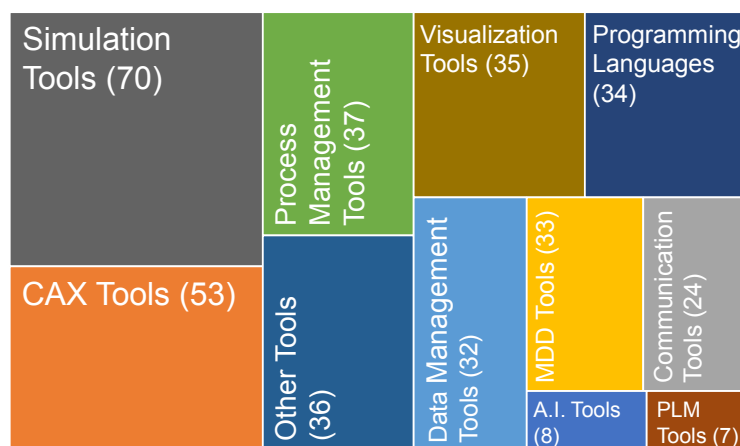 Simulation
Tools (70)
CAX Tools (53)
Process
Management
Tools (37)
Other Tools
(36)
Visualization
Tools (35)
Programming
Languages
(34)
Data Management
Tools (32)
MDD Tools (33)
Communication
Tools (24)
A.I. Tools
(8)
PLM
Tools (7)